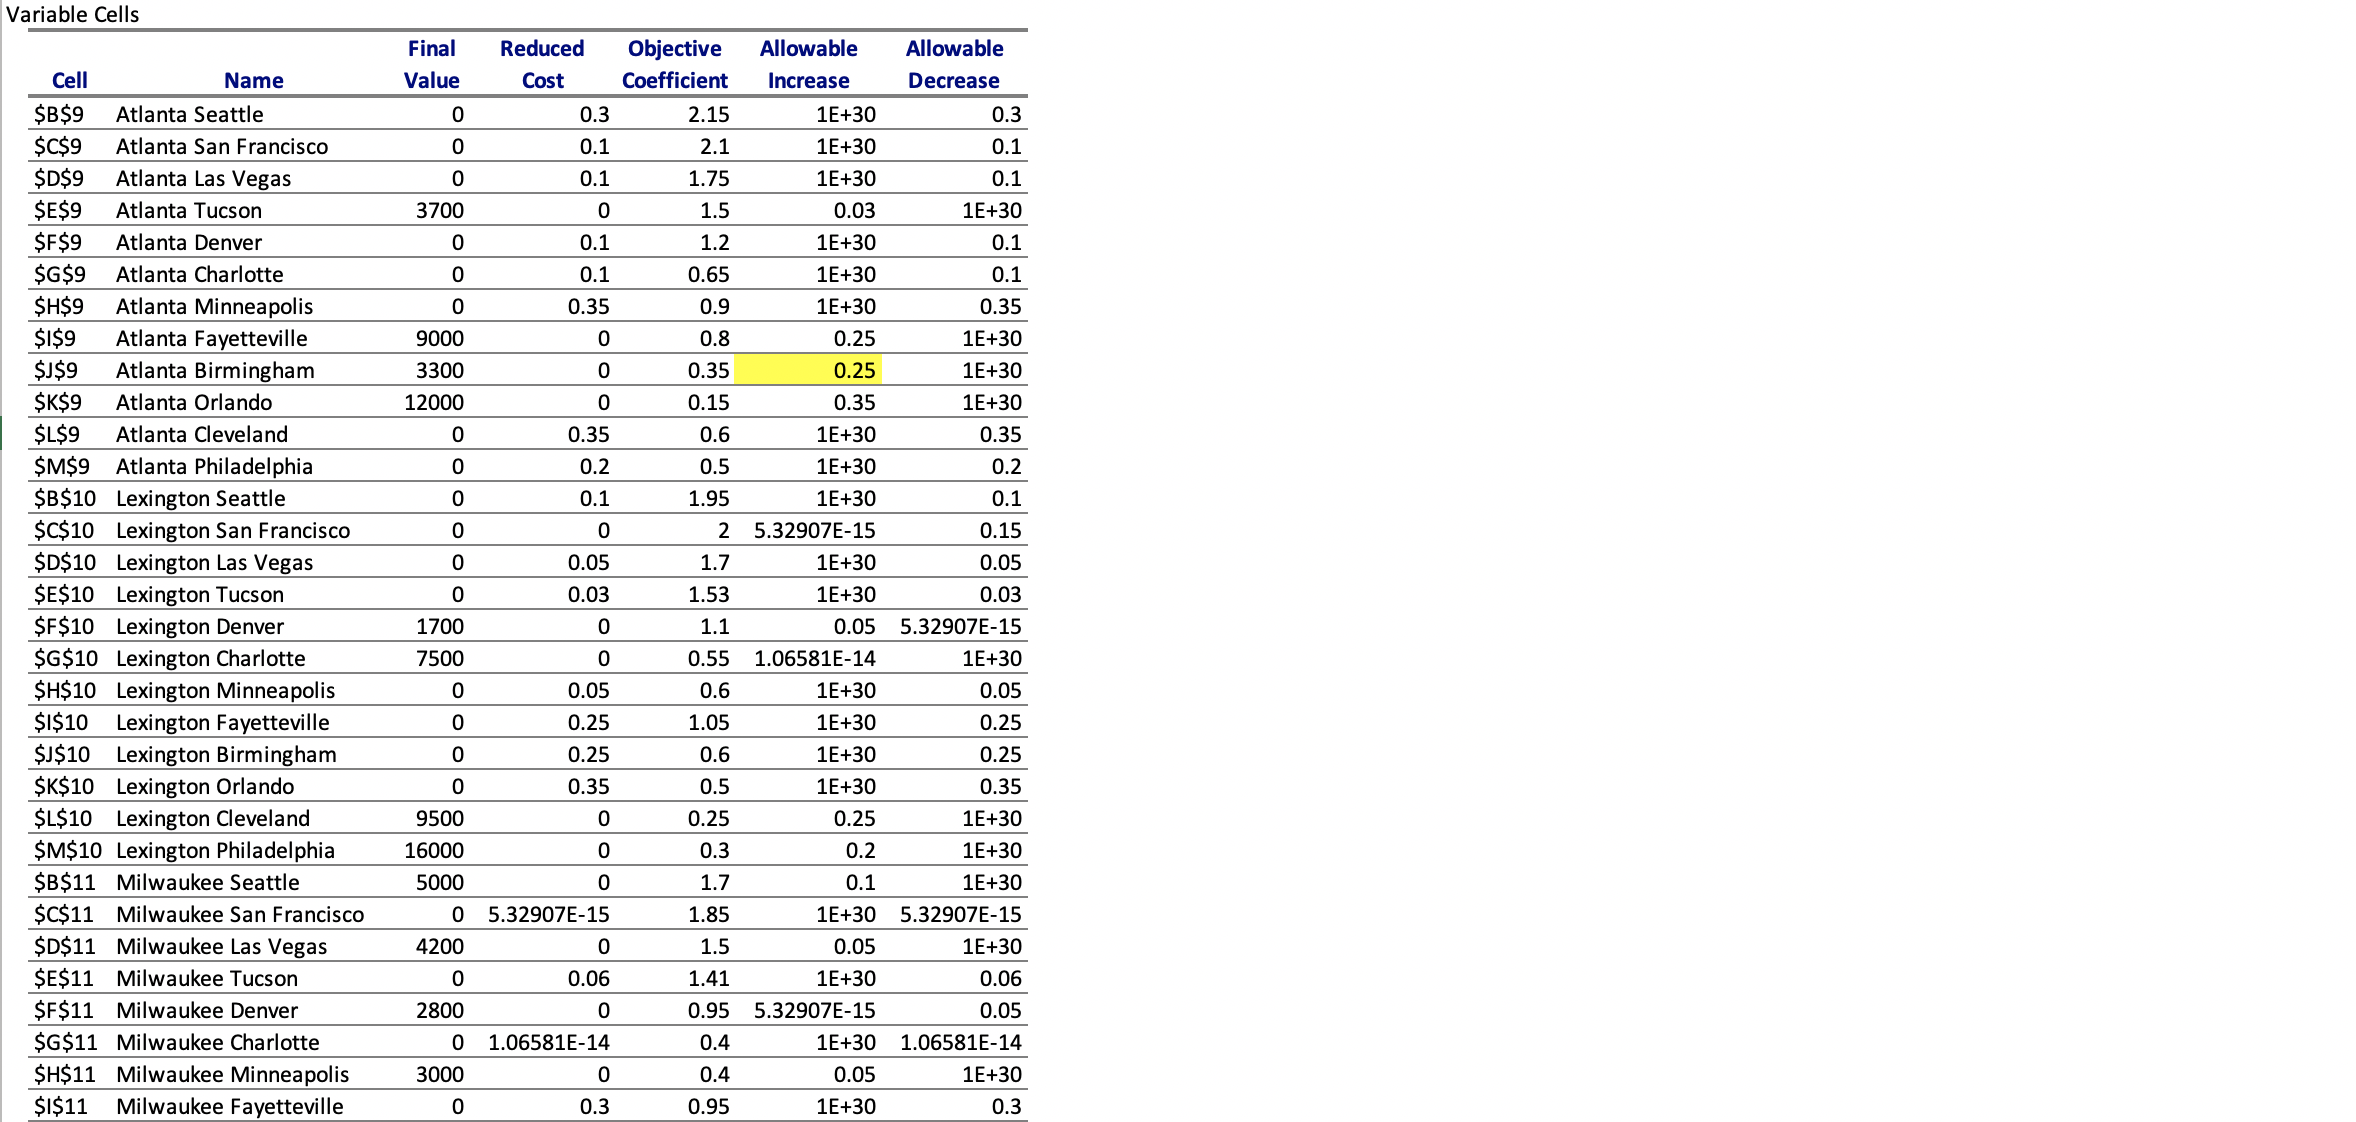 Variable Cells
Final Reduced Objective Allowable Allowable
Cell Name Value Cost Coefficient Increase Decrease
$B$9 Atlanta Seattle 0 0.3 2.15 1E+30 0.3
$C$9 Atlanta San Francisco 0 0.1 2.1 1E+30 0.1
$D$9 Atlanta Las Vegas 0 0.1 1.75 1E+30 0.1
$E$9 Atlanta Tucson 3700 0 1.5 0.03 1E+30
$F$9 Atlanta Denver 0 0.1 1.2 1E+30 0.1
$G$9 Atlanta Charlotte 0 0.1 0.65 1E+30 0.1
$H$9 Atlanta Minneapolis 0 0.35 0.9 1E+30 0.35
$I$9 Atlanta Fayetteville 9000 0 0.8 0.25 1E+30
$J$9 Atlanta Birmingham 3300 0 0.35 0.25 1E+30
$K$9 Atlanta Orlando 12000 0 0.15 0.35 1E+30
$L$9 Atlanta Cleveland 0 0.35 0.6 1E+30 0.35
$M$9 Atlanta Philadelphia 0 0.2 0.5 1E+30 0.2
$B$10 Lexington Seattle 0 0.1 1.95 1E+30 0.1
$C$10 Lexington San Francisco 0 0 2 5.32907E-15 0.15
$D$10 Lexington Las Vegas 0 0.05 1.7 1E+30 0.05
$E$10 Lexington Tucson 0 0.03 1.53 1E+30 0.03
$F$10 Lexington Denver 1700 0 1.1 0.05 5.32907E-15
$G$10 Lexington Charlotte 7500 0 0.55 1.06581E-14 1E+30
$H$10 Lexington Minneapolis 0 0.05 0.6 1E+30 0.05
$I$10 Lexington Fayetteville 0 0.25 1.05 1E+30 0.25
$J$10 Lexington Birmingham 0 0.25 0.6 1E+30 0.25
$K$10 Lexington Orlando 0 0.35 0.5 1E+30 0.35
$L$10 Lexington Cleveland 9500 0 0.25 0.25 1E+30
$M$10 Lexington Philadelphia 16000 0 0.3 0.2 1E+30
$B$11 Milwaukee Seattle 5000 0 1.7 0.1 1E+30
$C$11 Milwaukee San Francisco 0 5.32907E-15 1.85 1E+30 5.32907E-15
$D$11 Milwaukee Las Vegas 4200 0 1.5 0.05 1E+30
$E$11 Milwaukee Tucson 0 0.06 1.41 1E+30 0.06
$F$11 Milwaukee Denver 2800 0 0.95 5.32907E-15 0.05
$G$11 Milwaukee Charlotte 0 1.06581E-14 0.4 1E+30 1.06581E-14
$H$11 Milwaukee Minneapolis 3000 0 0.4 0.05 1E+30
$I$11 Milwaukee Fayetteville 0 0.3 0.95 1E+30 0.3